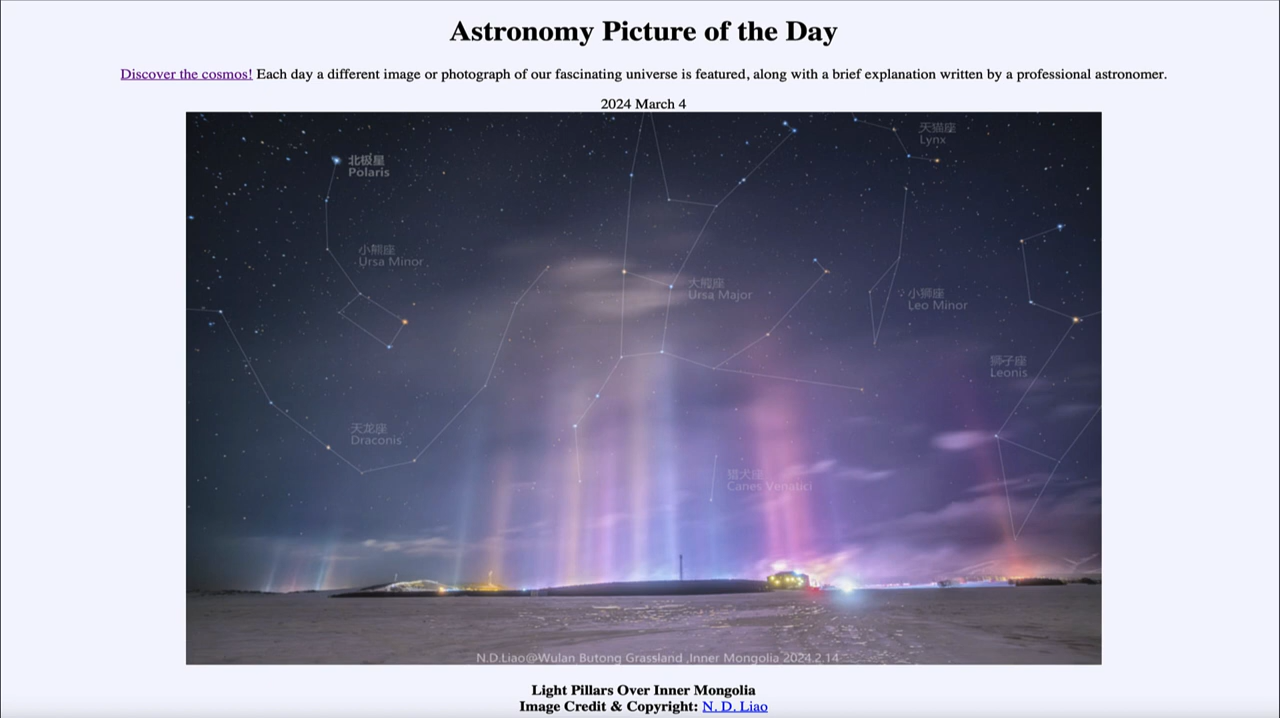 Astronomy Picture of the Day
Discover the cosmos! Each day a different image or photograph of our fascinating universe is featured, along with a brief explanation written by a professional astronomer.
2024 March 4
天猫座
Lynx
北极星
Polaris
小熊座
Ursa Minor
大熊座
Ursa Major
小狮座
Leo Minor
狮子座
Leonis
天龙座
Draconis
猎犬座
Canes Venatici
N.D.Liao@Wulan Butong Grassland ,Inner Mongolia 2024.2.14
Light Pillars Over Inner Mongolia
Image Credit & Copyright: N. D. Liao